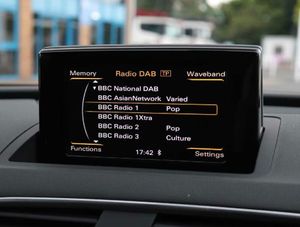 Memory Radio DAB TP Waveband
BBC National DAB
BBC AsianNetwork Varied
BBC Radio 1 Pop
BBC Radio 1Xtra
BBC Radio 2 Pop
BBC Radio 3 Culture
Functions 17:42 Settings